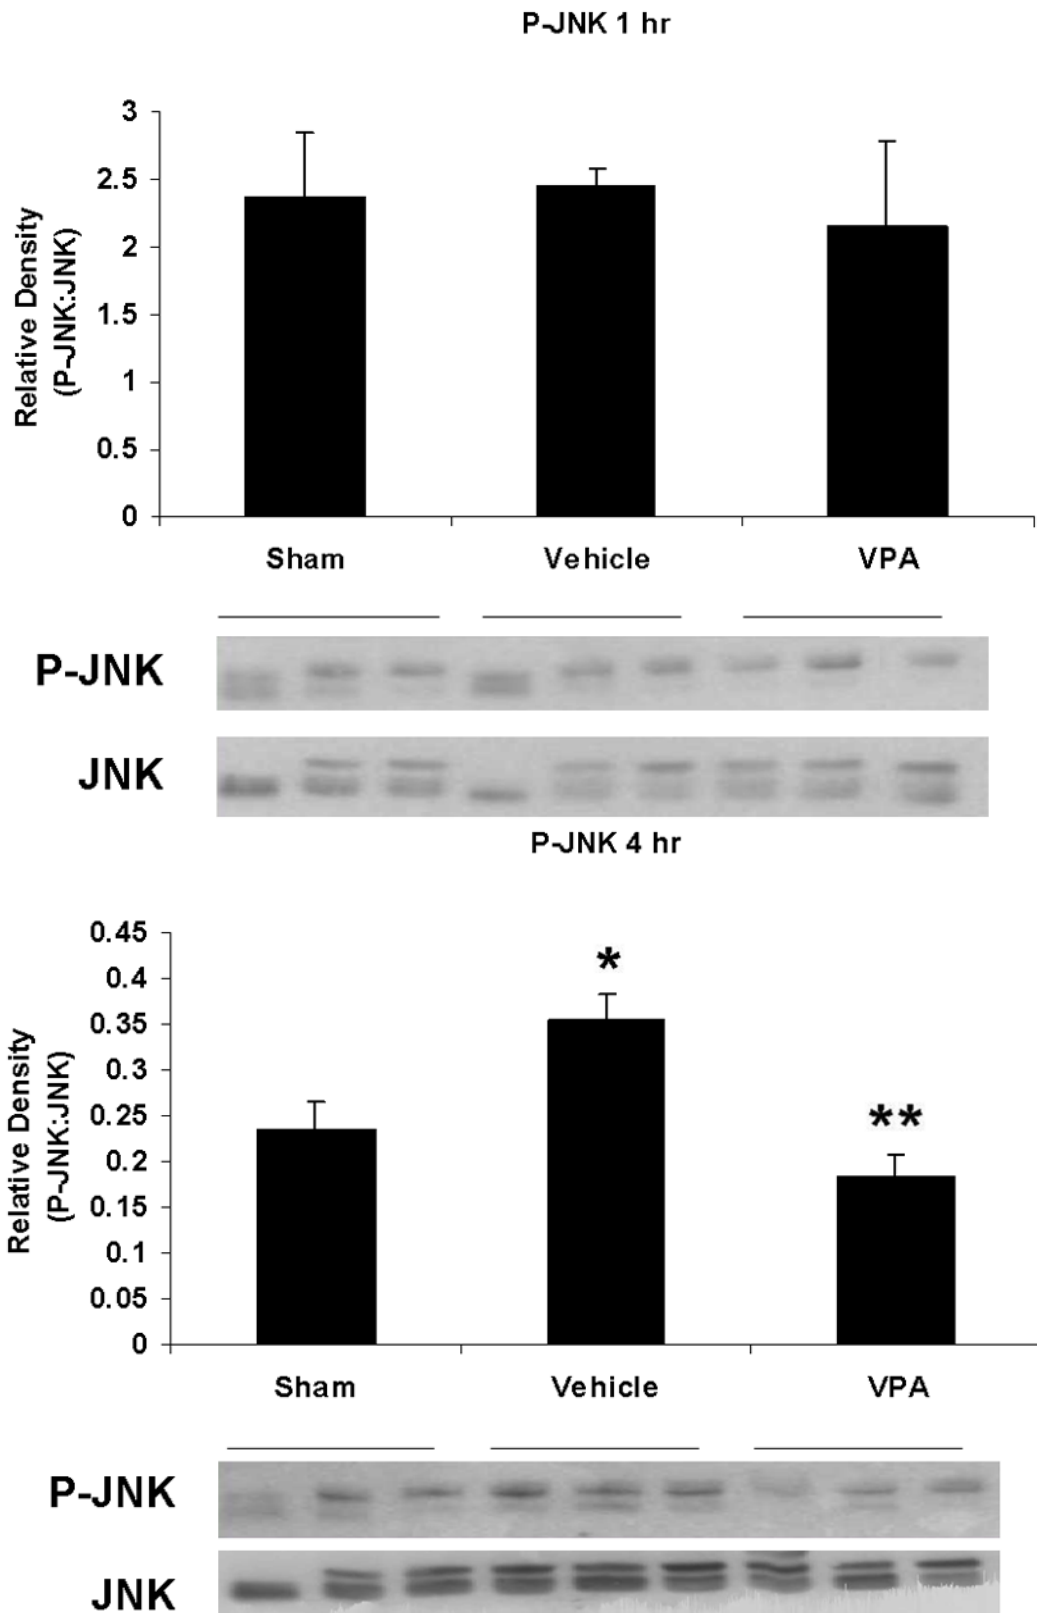 P-JNK 1 hr
3
2.5
2
1.5
1
0.5
0
Relative Density
(P-JNK:JNK)
Sham Vehicle VPA
P-JNK
JNK
P-JNK 4 hr
0.45
0.4
0.35
0.3
0.25
0.2
0.15
0.1
0.05
0
Relative Density
(P-JNK:JNK)
*
**
Sham Vehicle VPA
P-JNK
JNK